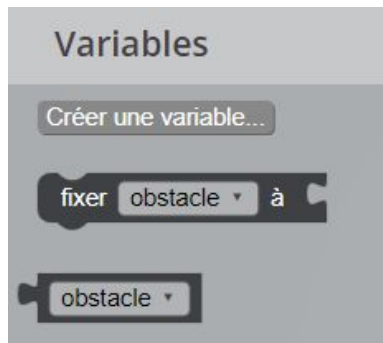 Variables
Créer une variable...
fixer obstacle à
obstacle